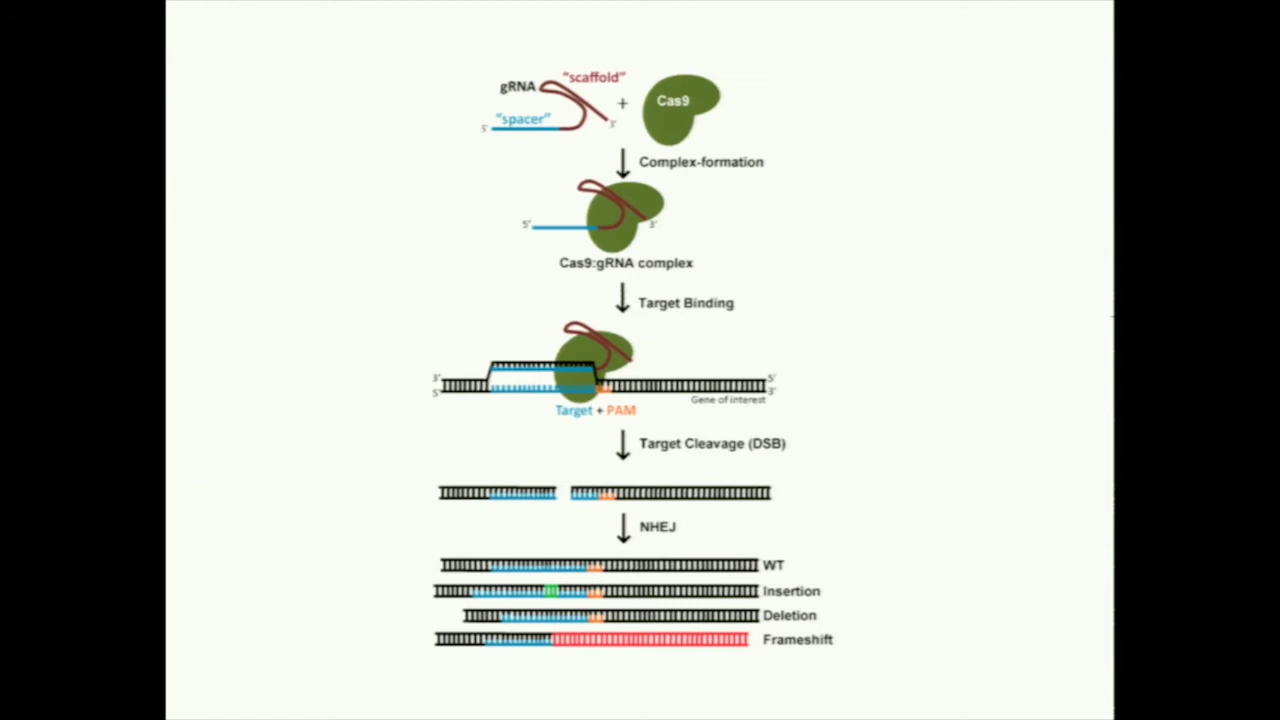 "scaffold"
gRNA
+
Cas9
"spacer"
5'
3'
Complex-formation
5'
3'
Cas9:gRNA complex
Target Binding
3'
5'
5'
3'
Gene of interest
Target + PAM
Target Cleavage (DSB)
NHEJ
WT
Insertion
Deletion
Frameshift